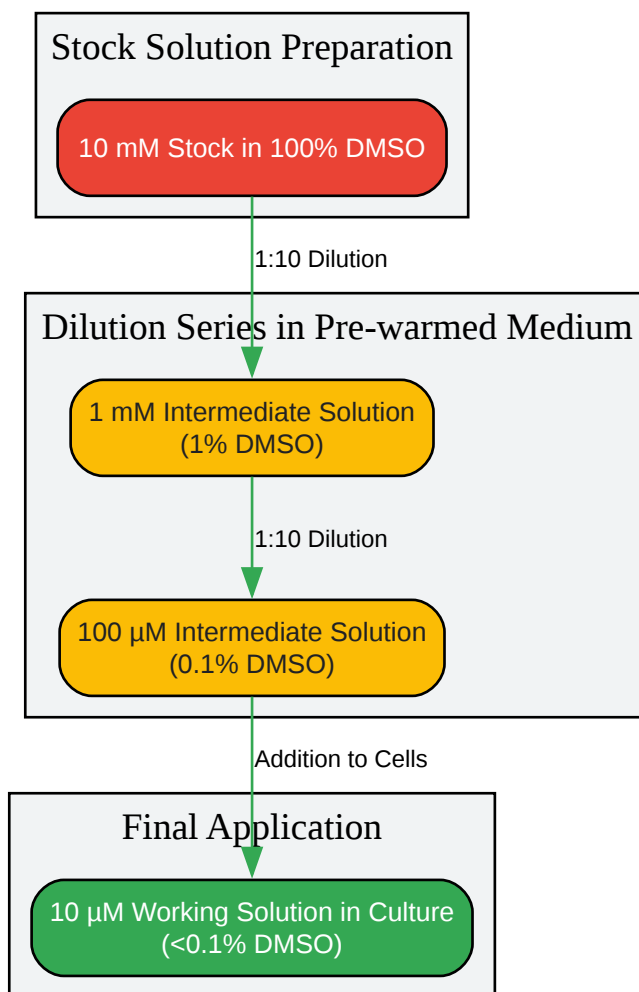 Stock Solution Preparation
10 mM Stock in 100% DMSO
1:10 Dilution
Dilution Series in Pre-warmed Medium
1 mM Intermediate Solution
(1% DMSO)
1:10 Dilution
100 µM Intermediate Solution
(0.1% DMSO)
Addition to Cells
Final Application
10 µM Working Solution in Culture
(<0.1% DMSO)